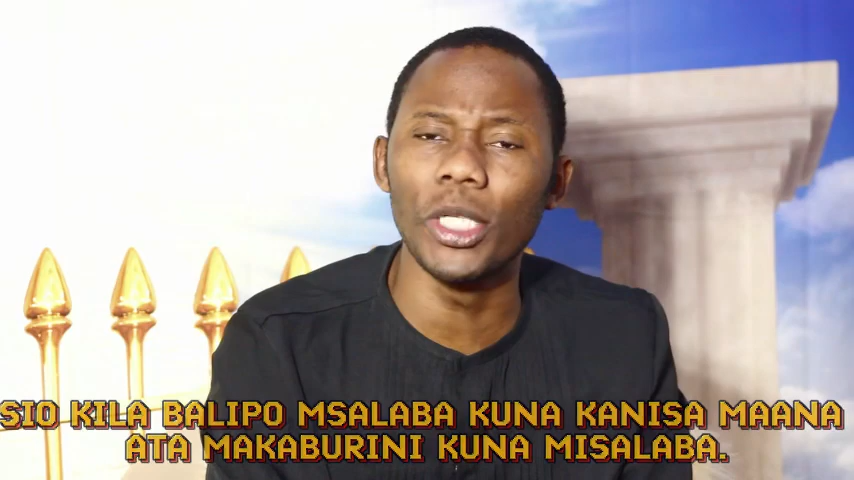 SIO KILA BALIPO MSALABA KUNA KANISA MAANA
ATA MAKABURINI KUNA MISALABA.